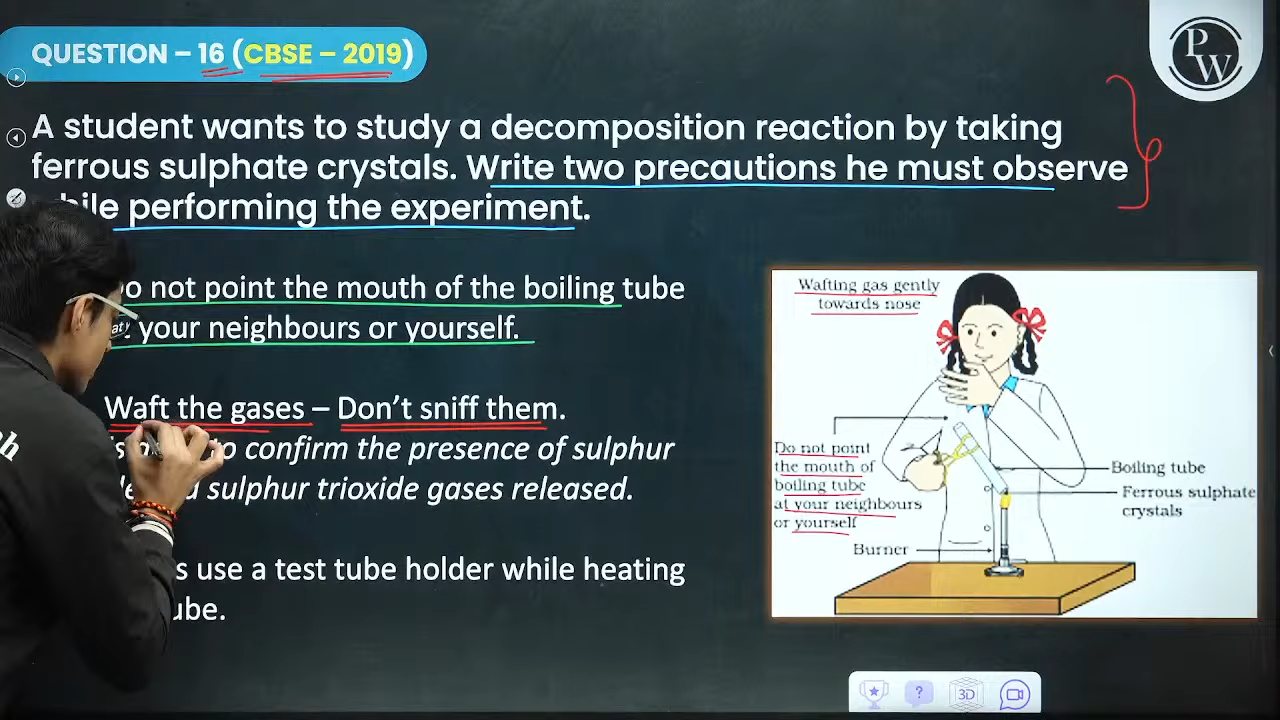 QUESTION – 16 (CBSE – 2019)
PW
A student wants to study a decomposition reaction by taking
ferrous sulphate crystals. Write two precautions he must observe
while performing the experiment.
not point the mouth of the boiling tube
your neighbours or yourself.
Waft the gases – Don't sniff them.
to confirm the presence of sulphur
sulphur trioxide gases released.
use a test tube holder while heating
Wafting gas gently
towards nose
Do not point
the mouth of
boiling tube
at your neighbours
or yourself
Boiling tube
Ferrous sulphate
crystals
Burner
3D